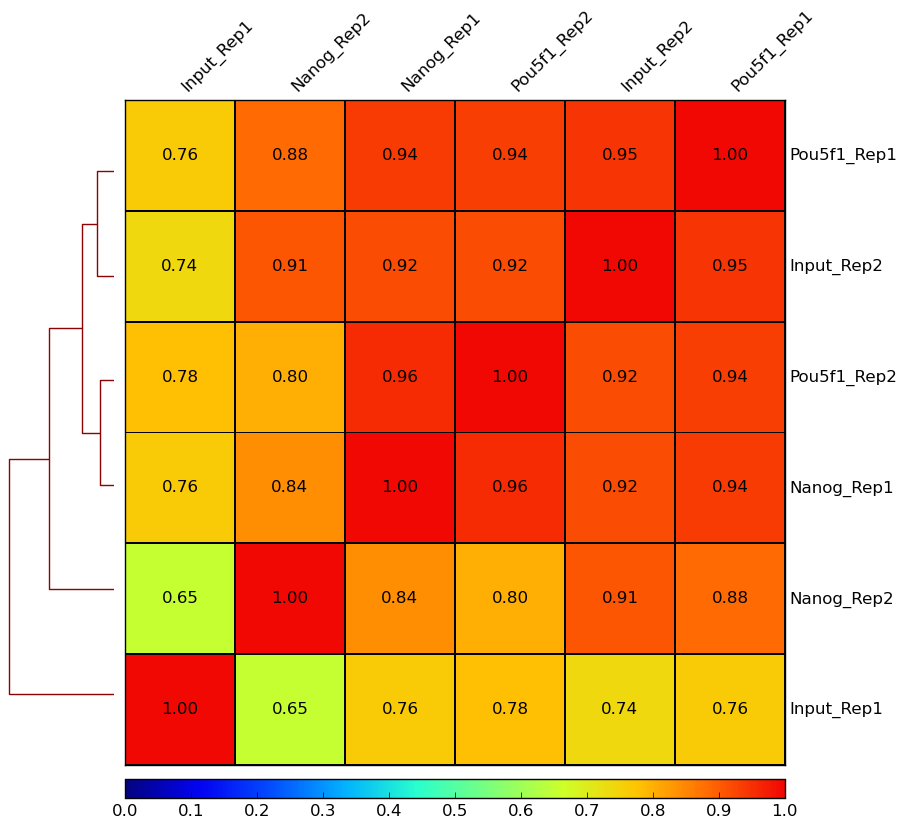 Input_Rep1 Nanog_Rep2 Nanog_Rep1 Pou5f1_Rep2 Input_Rep2 Pou5f1_Rep1
0.76 0.88 0.94 0.94 0.95 1.00 Pou5f1_Rep1
0.74 0.91 0.92 0.92 1.00 0.95 Input_Rep2
0.78 0.80 0.96 1.00 0.92 0.94 Pou5f1_Rep2
0.76 0.84 1.00 0.96 0.92 0.94 Nanog_Rep1
0.65 1.00 0.84 0.80 0.91 0.88 Nanog_Rep2
1.00 0.65 0.76 0.78 0.74 0.76 Input_Rep1
0.0 0.1 0.2 0.3 0.4 0.5 0.6 0.7 0.8 0.9 1.0